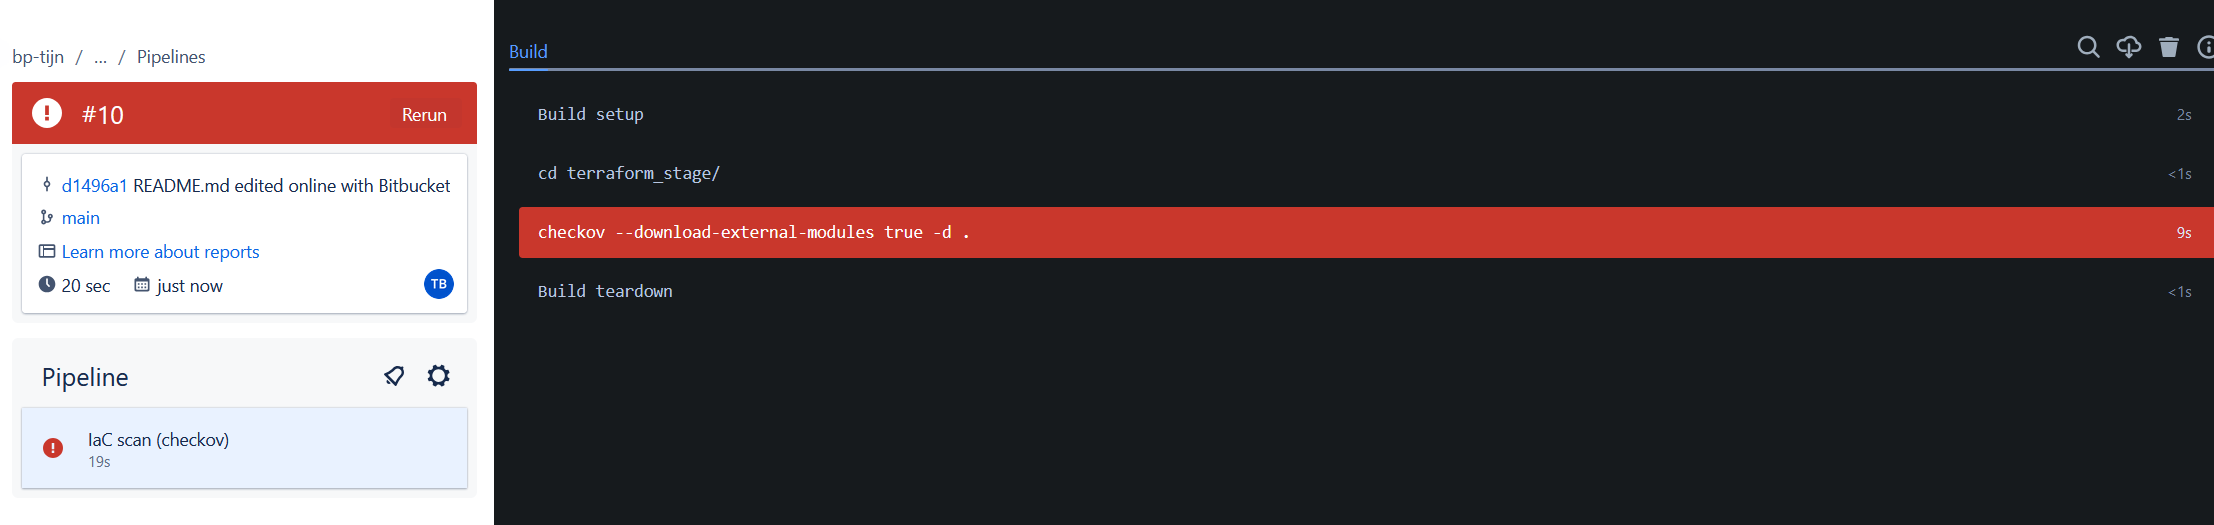 bp-tijn / ... / Pipelines
#10 Rerun
d1496a1 README.md edited online with Bitbucket
main
Learn more about reports
20 sec just now TB
Pipeline
IaC scan (checkov)
19s
Build
Build setup 2s
cd terraform_stage/ <1s
checkov --download-external-modules true -d . 9s
Build teardown <1s